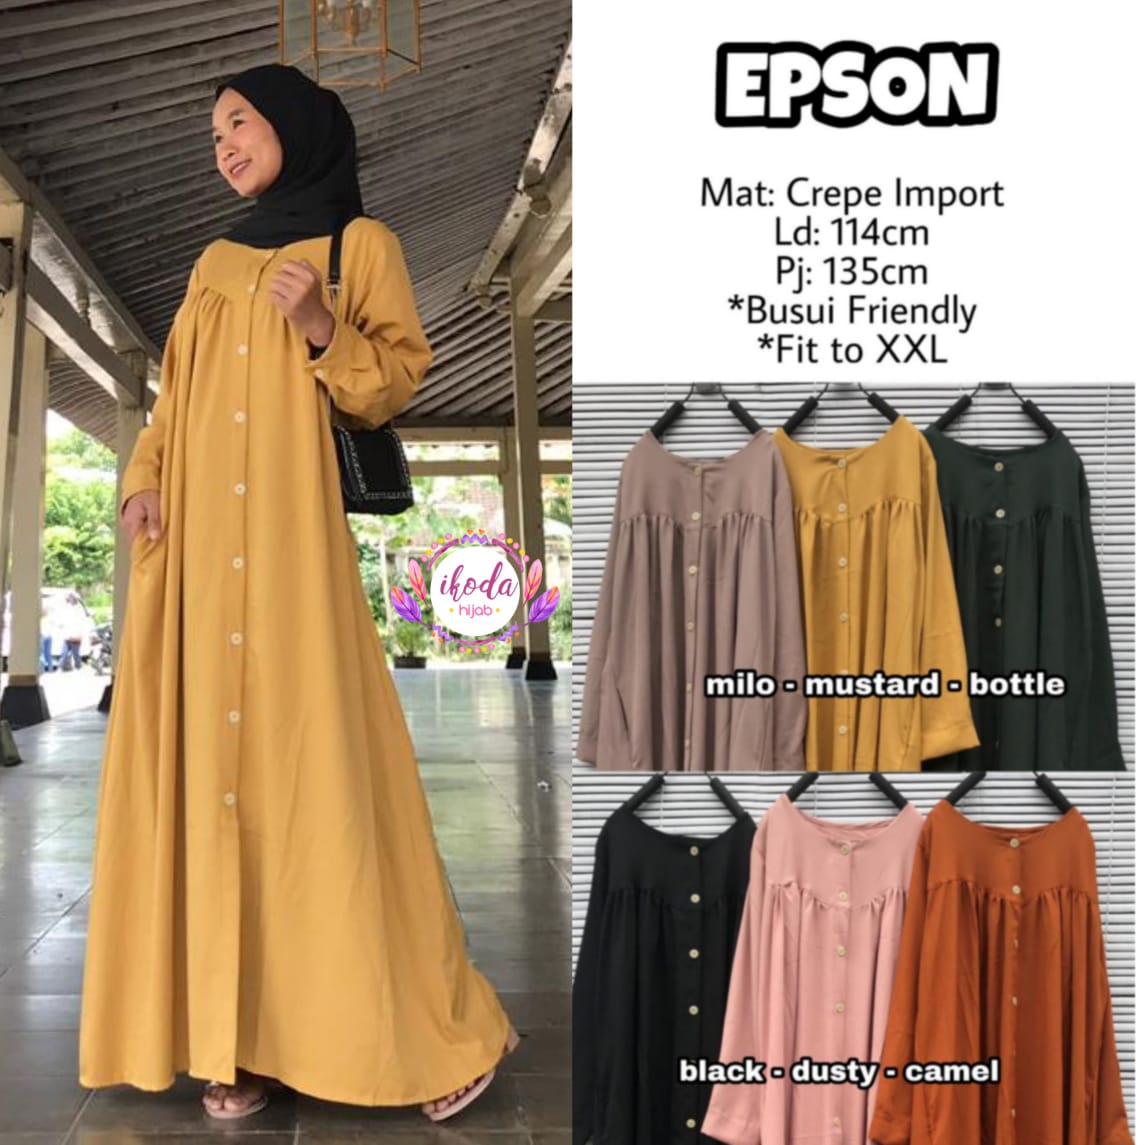 EPSON
Mat: Crepe Import
Ld: 114cm
Pj: 135cm
*Busui Friendly
*Fit to XXL
ikoda
hijab
milo - mustard - bottle
black - dusty - camel